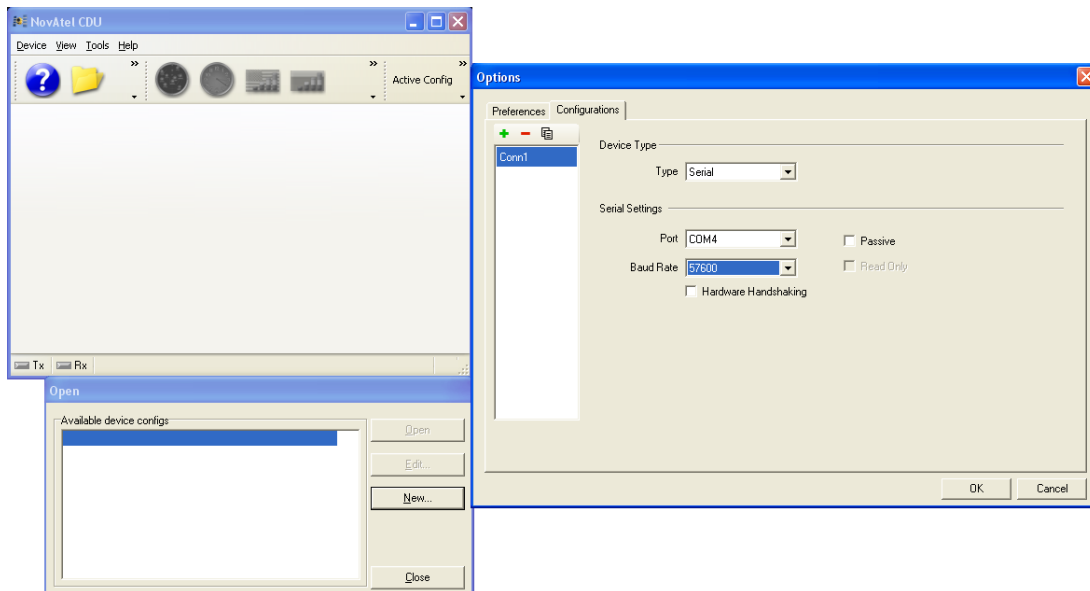 NovAtel CDU
Device View Tools Help
? » » Active Config »
Tx Rx
Open
Available device configs
Open
Edit...
New...
Close
Options
Preferences Configurations
Conn1
Device Type
Type Serial
Serial Settings
Port COM4 Passive
Baud Rate 57600 Read Only
Hardware Handshaking
OK Cancel